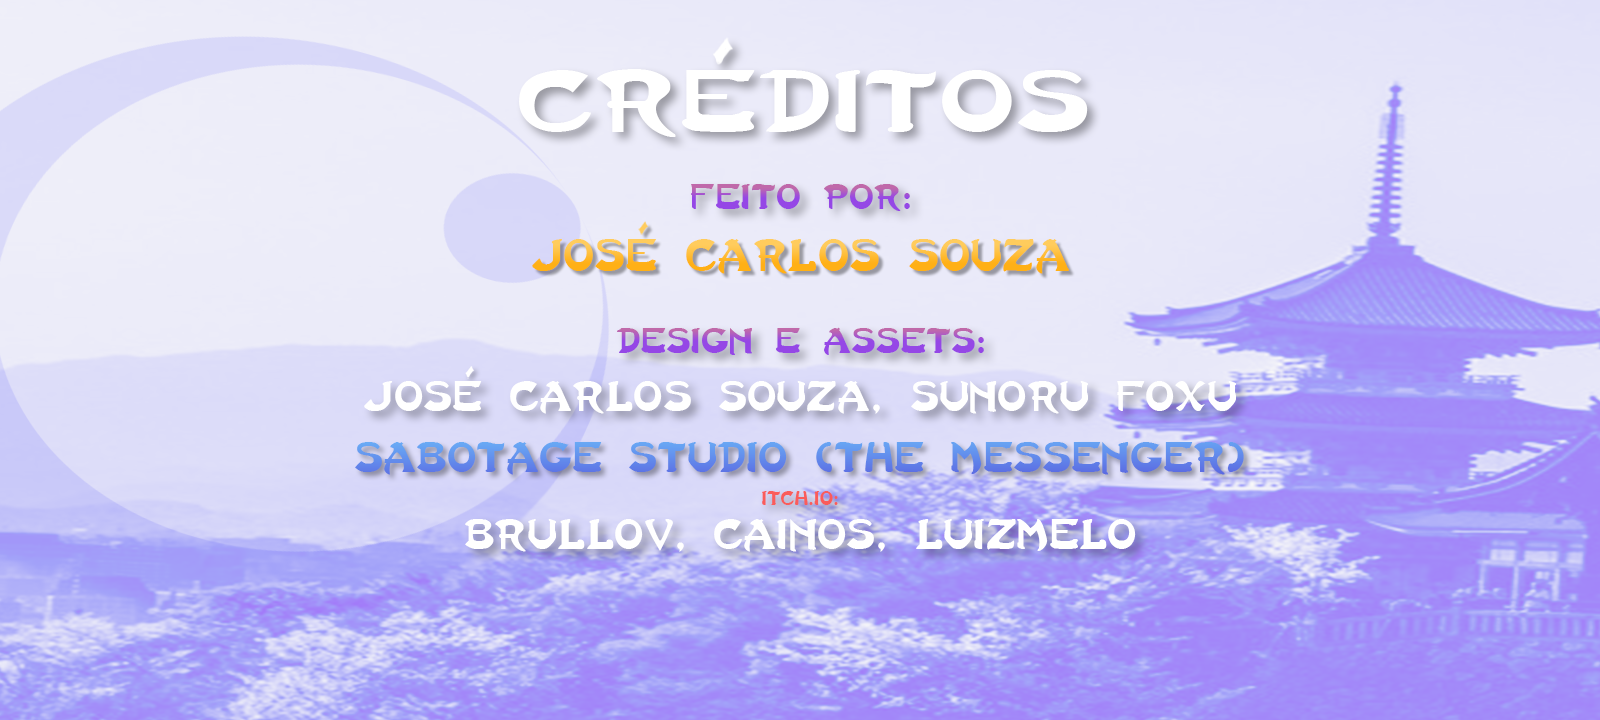 CRÉDITOS
FEITO POR:
JOSÉ CARLOS SOUZA
DESIGN E ASSETS:
JOSÉ CARLOS SOUZA, SUNORU FOXU
SABOTAGE STUDIO (THE MESSENGER)
ITCH.IO:
BRULLOV, CAINOS, LUIZMELO